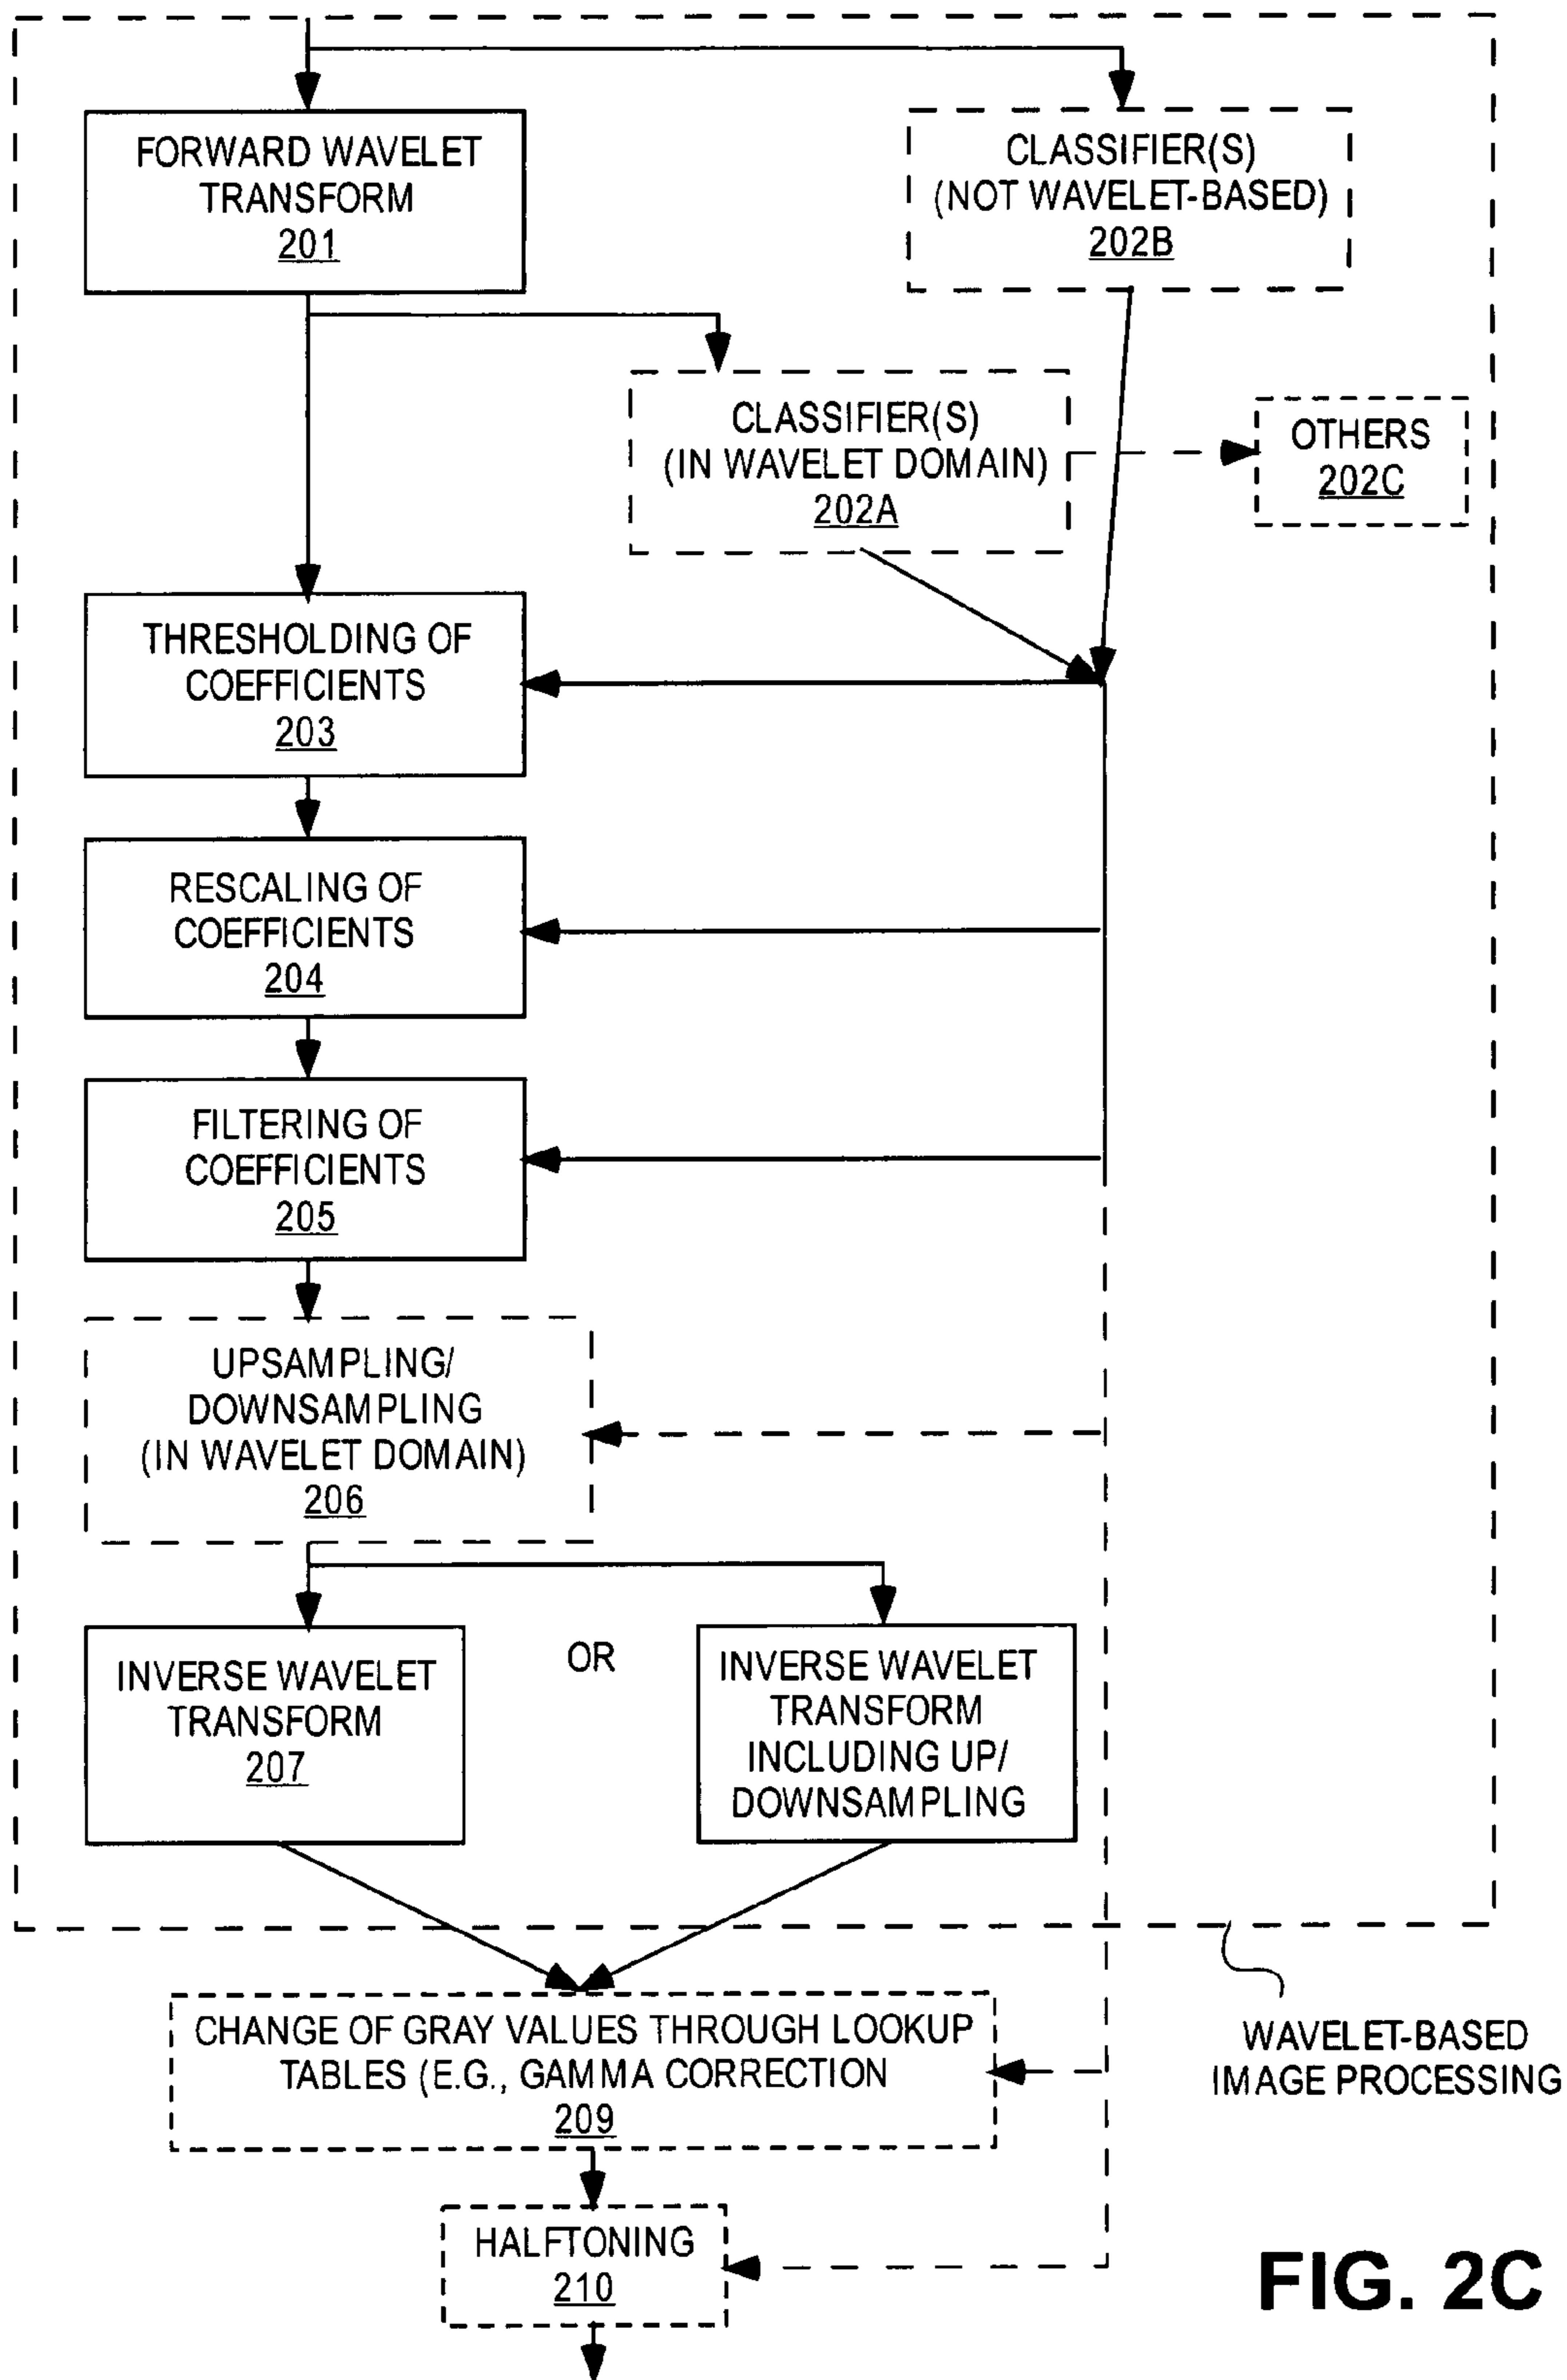 FORWARD WAVELET
TRANSFORM
201
CLASSIFIER(S)
(NOT WAVELET-BASED)
202B
CLASSIFIER(S)
(IN WAVELET DOMAIN)
202A
OTHERS
202C
THRESHOLDING OF
COEFFICIENTS
203
RESCALING OF
COEFFICIENTS
204
FILTERING OF
COEFFICIENTS
205
UPSAMPLING/
DOWNSAMPLING
(IN WAVELET DOMAIN)
206
INVERSE WAVELET
TRANSFORM
207
OR
INVERSE WAVELET
TRANSFORM
INCLUDING UP/
DOWNSAMPLING
CHANGE OF GRAY VALUES THROUGH LOOKUP
TABLES (E.G., GAMMA CORRECTION
209
WAVELET-BASED
IMAGE PROCESSING
HALFTONING
210
FIG. 2C